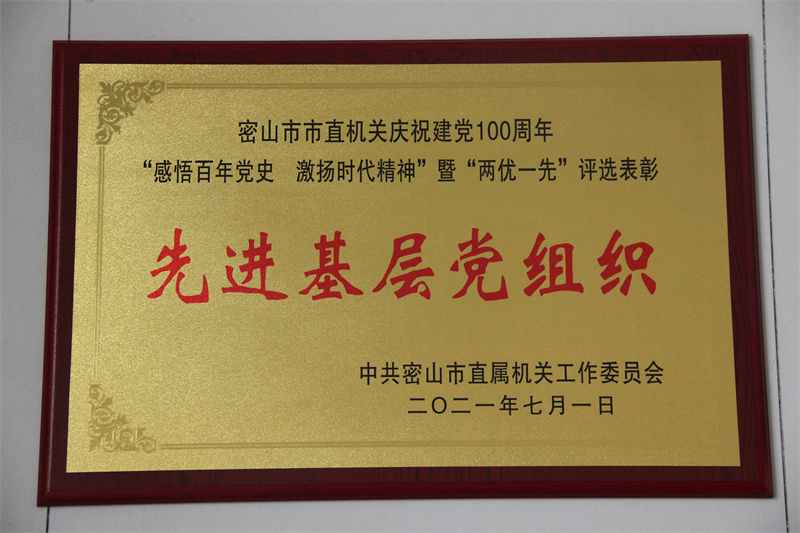 密山市市直机关庆祝建党100周年
“感悟百年党史 激扬时代精神”暨“两优一先”评选表彰
先进基层党组织
中共密山市直属机关工作委员会
二〇二一年七月一日